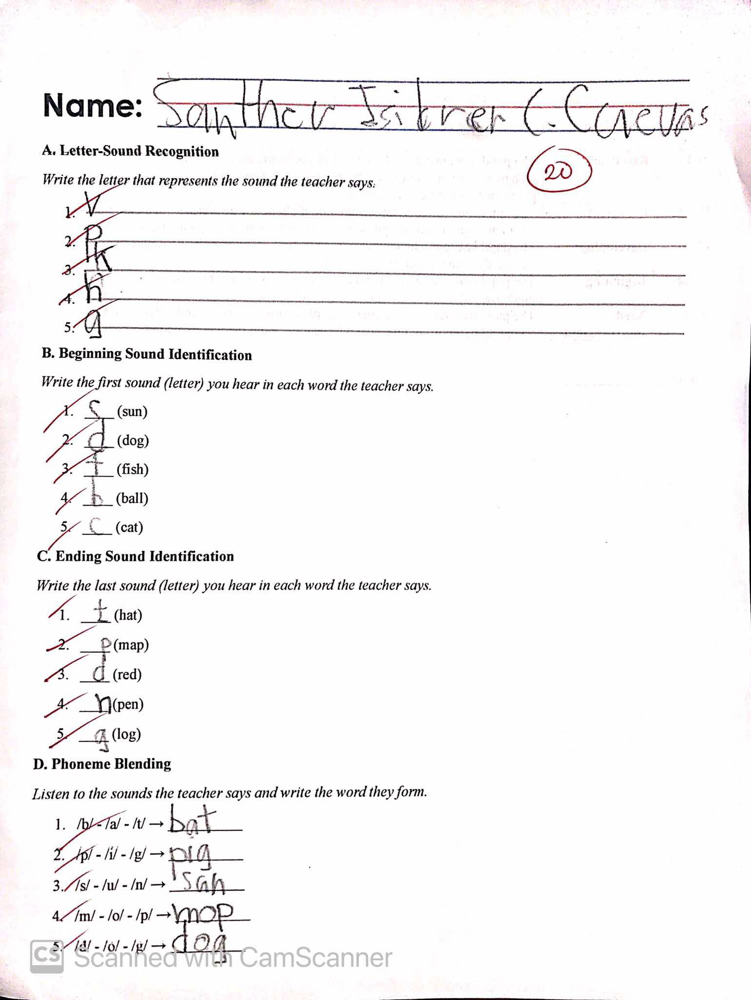 Name: C. Cuevas
A. Letter-Sound Recognition
20
Write the letter that represents the sound the teacher says.
1. V
2. p
3. k
4. h
5. g
B. Beginning Sound Identification
Write the first sound (letter) you hear in each word the teacher says.
1. s (sun)
2. d (dog)
3. f (fish)
4. b (ball)
5. c (cat)
C. Ending Sound Identification
Write the last sound (letter) you hear in each word the teacher says.
1. t (hat)
2. p (map)
3. d (red)
4. n (pen)
5. g (log)
D. Phoneme Blending
Listen to the sounds the teacher says and write the word they form.
1. /b/ - /a/ - /t/ → bat
2. /p/ - /i/ - /g/ → pig
3. /s/ - /u/ - /n/ → sun
4. /m/ - /o/ - /p/ → mop
5. /d/ - /o/ - /g/ → dog
CS Scanned with CamScanner